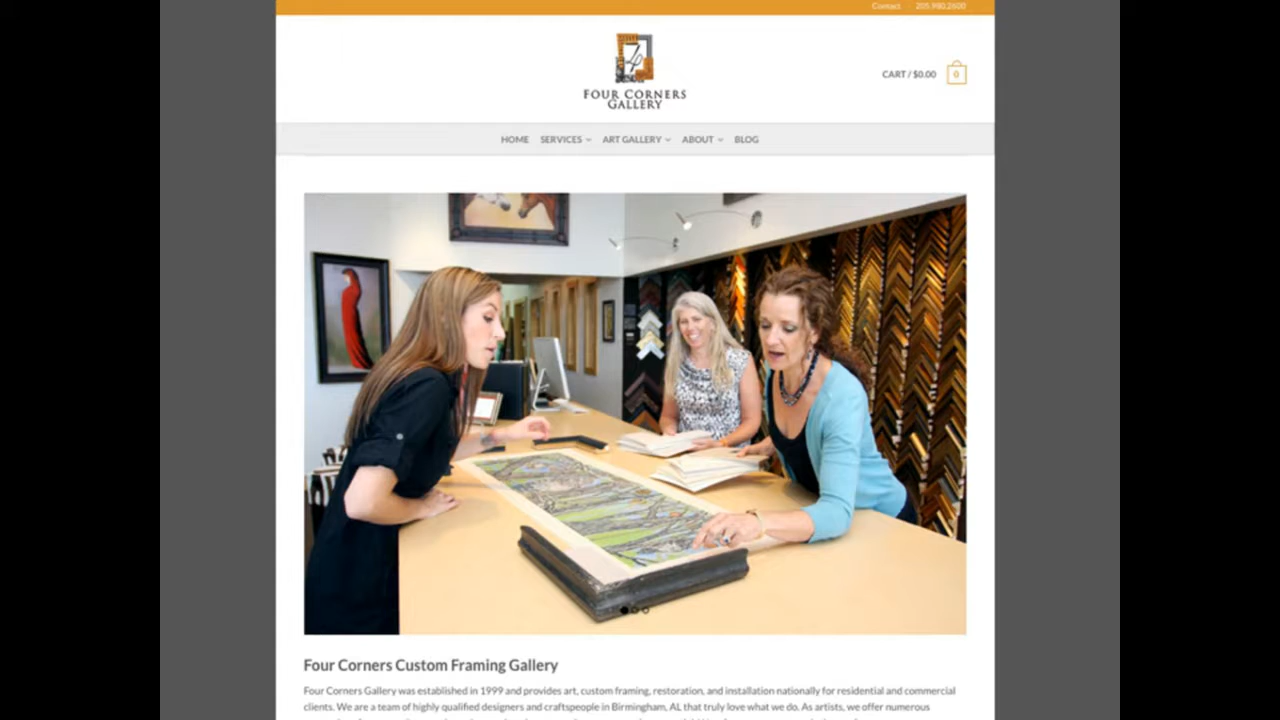 Contact
205.980.2600
FOUR CORNERS
GALLERY
CART / $0.00
0
HOME SERVICES ART GALLERY ABOUT BLOG
Four Corners Custom Framing Gallery
Four Corners Gallery was established in 1999 and provides art, custom framing, restoration, and installation nationally for residential and commercial
clients. We are a team of highly qualified designers and craftspeople in Birmingham, AL that truly love what we do. As artists, we offer numerous